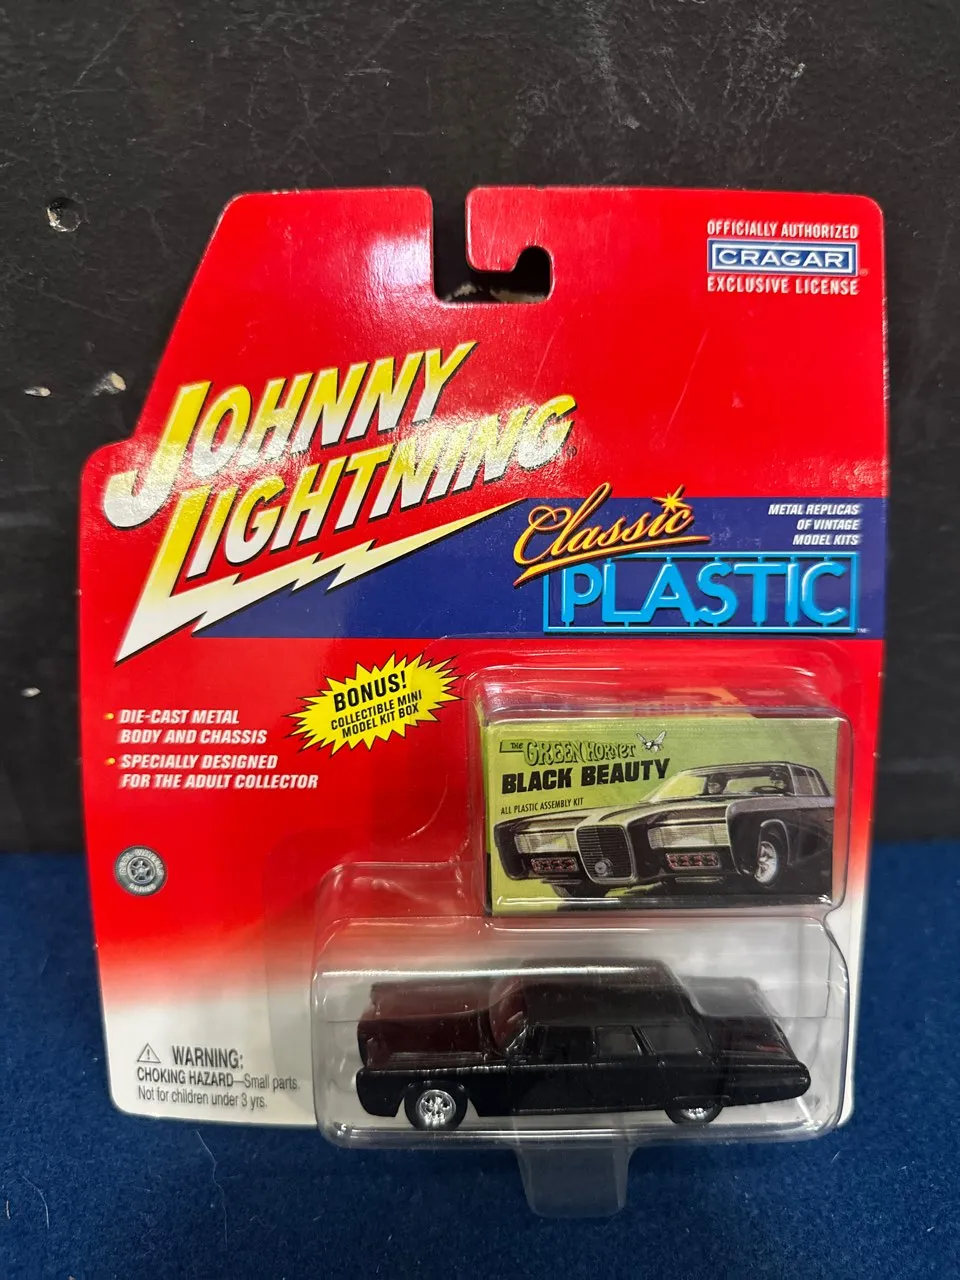 OFFICIALLY AUTHORIZED
CRAGAR®
EXCLUSIVE LICENSE
JOHNNY
LIGHTNING
Classic
PLASTIC™
METAL REPLICAS
OF VINTAGE
MODEL KITS
BONUS!
COLLECTIBLE MINI
MODEL KIT BOX
• DIE-CAST METAL
BODY AND CHASSIS
• SPECIALLY DESIGNED
FOR THE ADULT COLLECTOR
THE GREEN HORNET
BLACK BEAUTY
ALL PLASTIC ASSEMBLY KIT
WARNING:
CHOKING HAZARD—Small parts.
Not for children under 3 yrs.